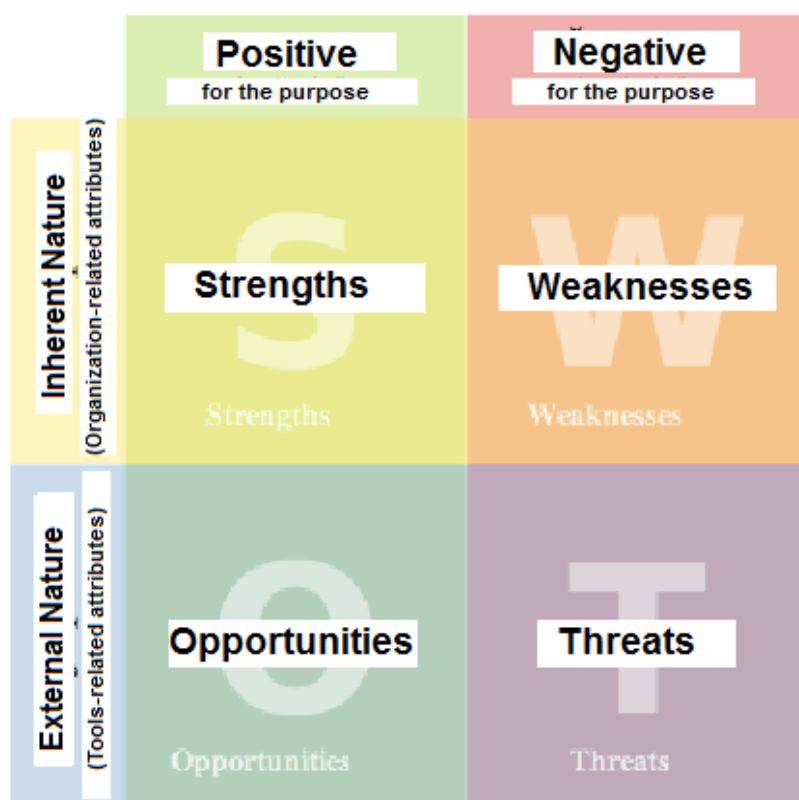 Positive
for the purpose
Negative
for the purpose
Inherent Nature
(Organization-related attributes)
S
Strengths
Strengths
W
Weaknesses
Weaknesses
External Nature
(Tools-related attributes)
O
Opportunities
Opportunities
T
Threats
Threats